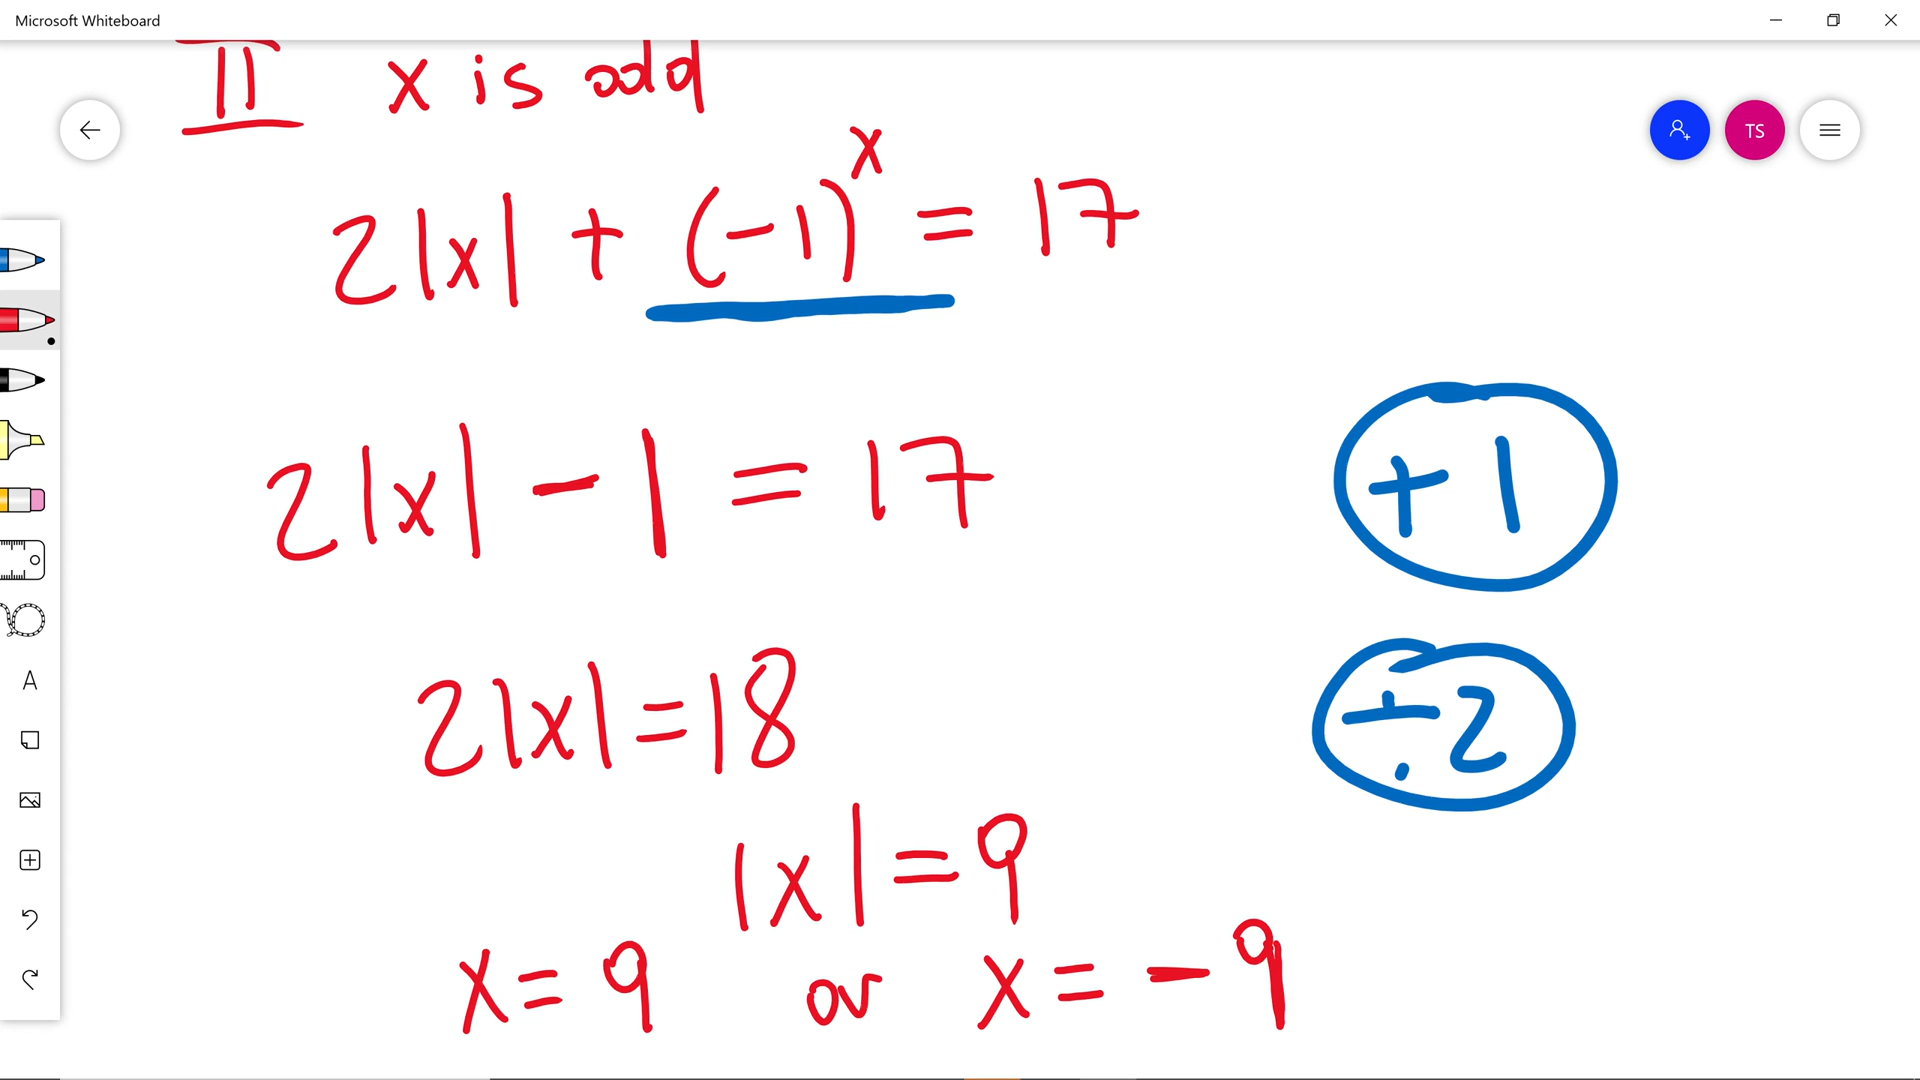 Microsoft Whiteboard
II x is odd
TS
2|x| + (-1)^x = 17
2|x| - 1 = 17
+ 1
2|x| = 18
÷ 2
|x| = 9
x = 9 or x = - 9
A